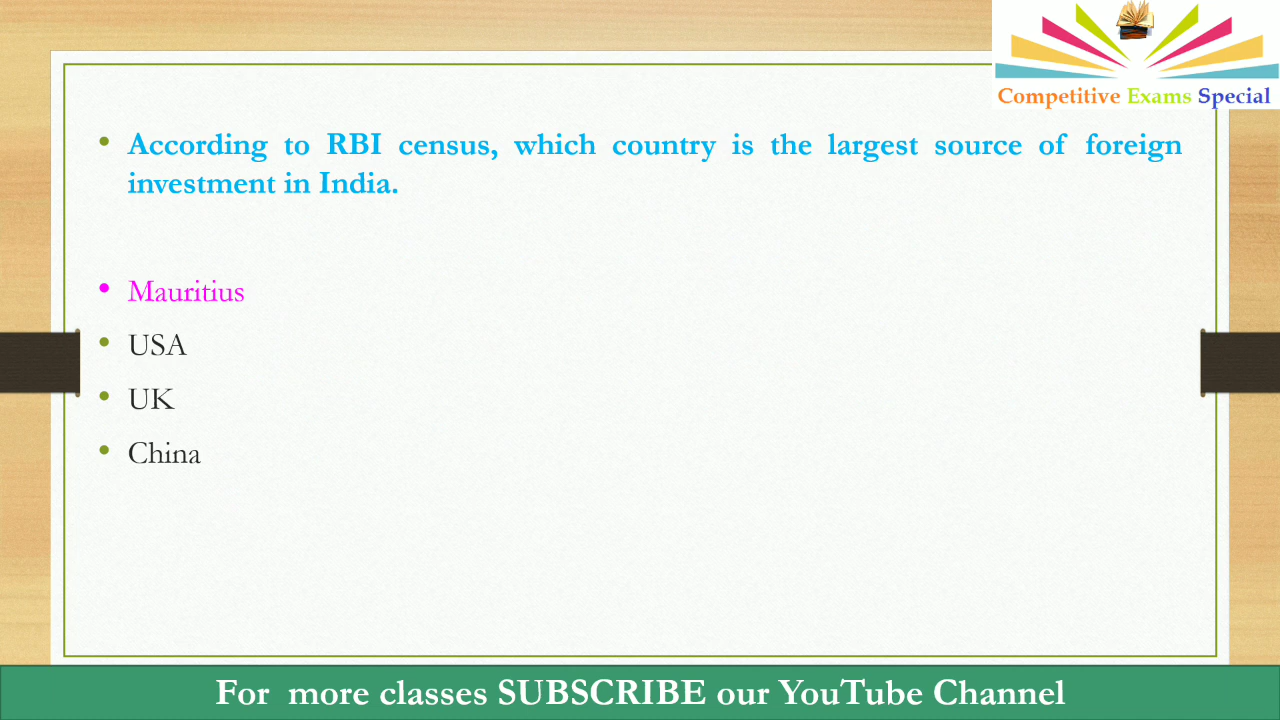 Competitive Exams Special
• According to RBI census, which country is the largest source of foreign
investment in India.
• Mauritius
• USA
• UK
• China
For more classes SUBSCRIBE our YouTube Channel